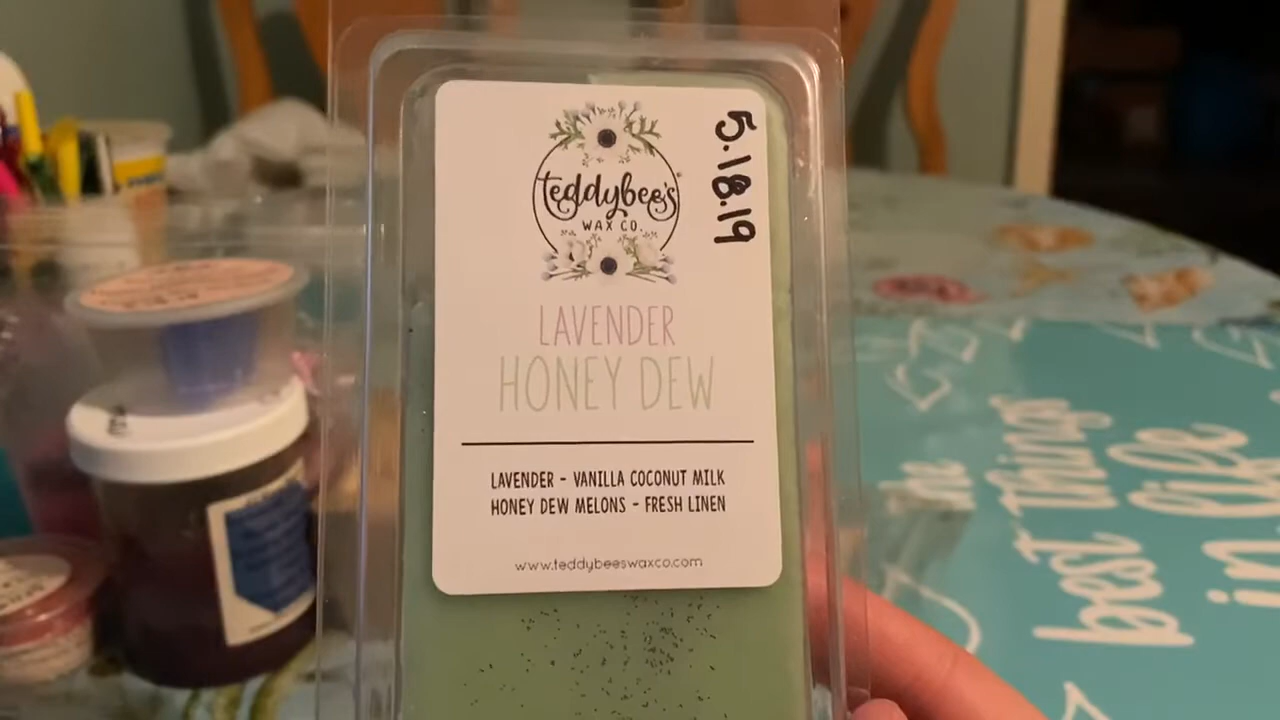 teddybee's
WAX CO.
5.18.19
LAVENDER
HONEY DEW
LAVENDER - VANILLA COCONUT MILK
HONEY DEW MELONS - FRESH LINEN
www.teddybeeswaxco.com
the
best Things
in life